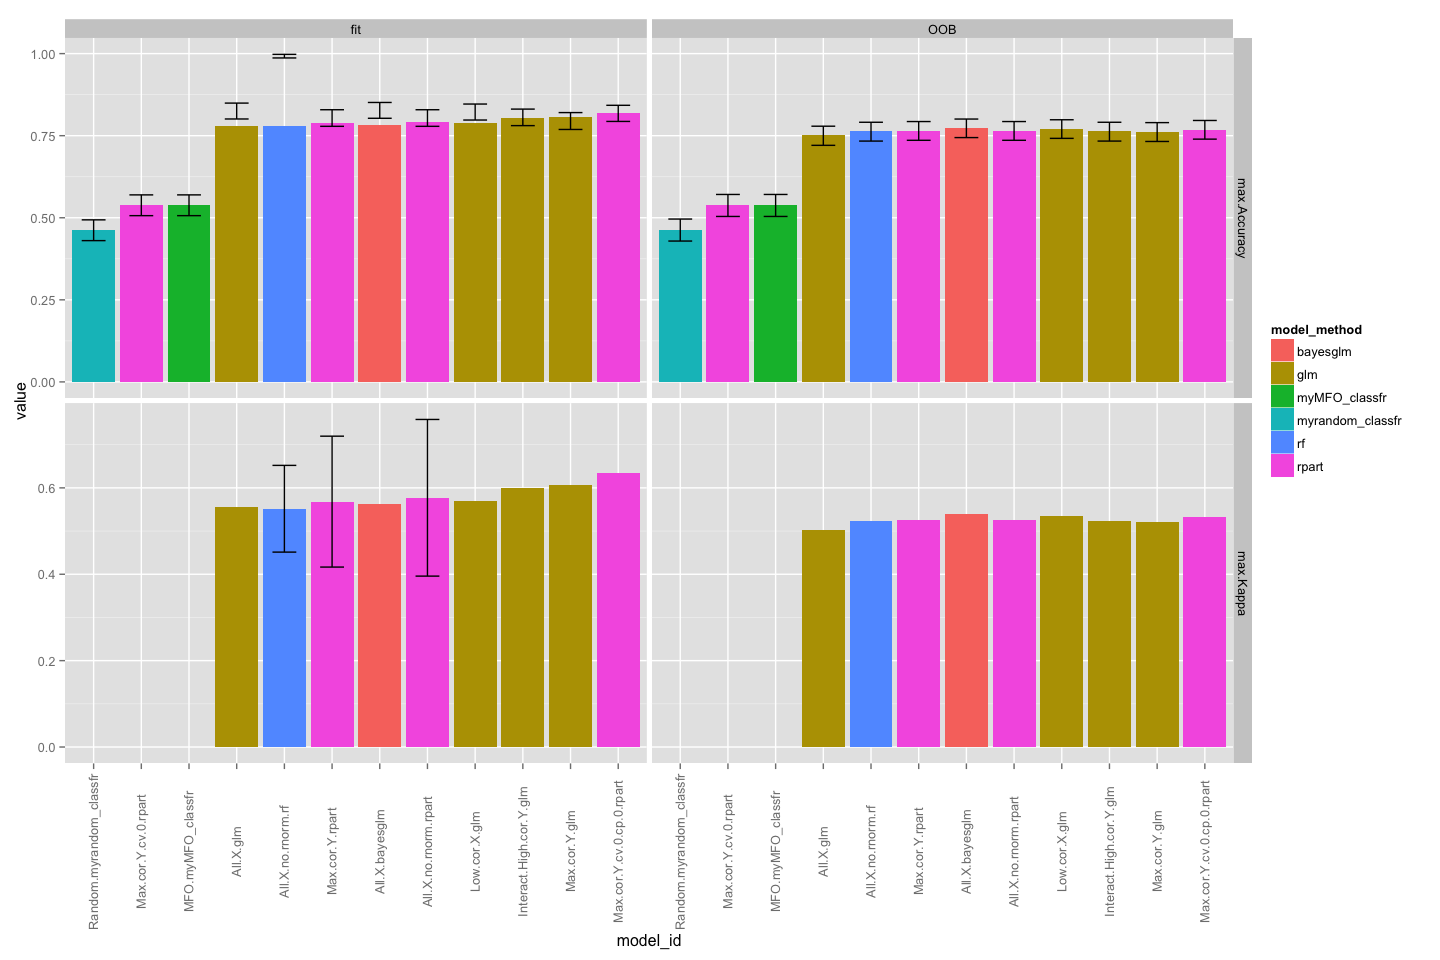 fit
OOB
1.00
0.75
0.50
0.25
0.00
max.Accuracy
value
0.6
0.4
0.2
0.0
max.Kappa
Random.myrandom_classfr
Max.cor.Y.cv.0.rpart
MFO.myMFO_classfr
All.X.glm
All.X.no.rnorm.rf
Max.cor.Y.rpart
All.X.bayesglm
All.X.no.rnorm.rpart
Low.cor.X.glm
Interact.High.cor.Y.glm
Max.cor.Y.glm
Max.cor.Y.cv.0.cp.0.rpart
Random.myrandom_classfr
Max.cor.Y.cv.0.rpart
MFO.myMFO_classfr
All.X.glm
All.X.no.rnorm.rf
Max.cor.Y.rpart
All.X.bayesglm
All.X.no.rnorm.rpart
Low.cor.X.glm
Interact.High.cor.Y.glm
Max.cor.Y.glm
Max.cor.Y.cv.0.cp.0.rpart
model_id
model_method
bayesglm
glm
myMFO_classfr
myrandom_classfr
rf
rpart